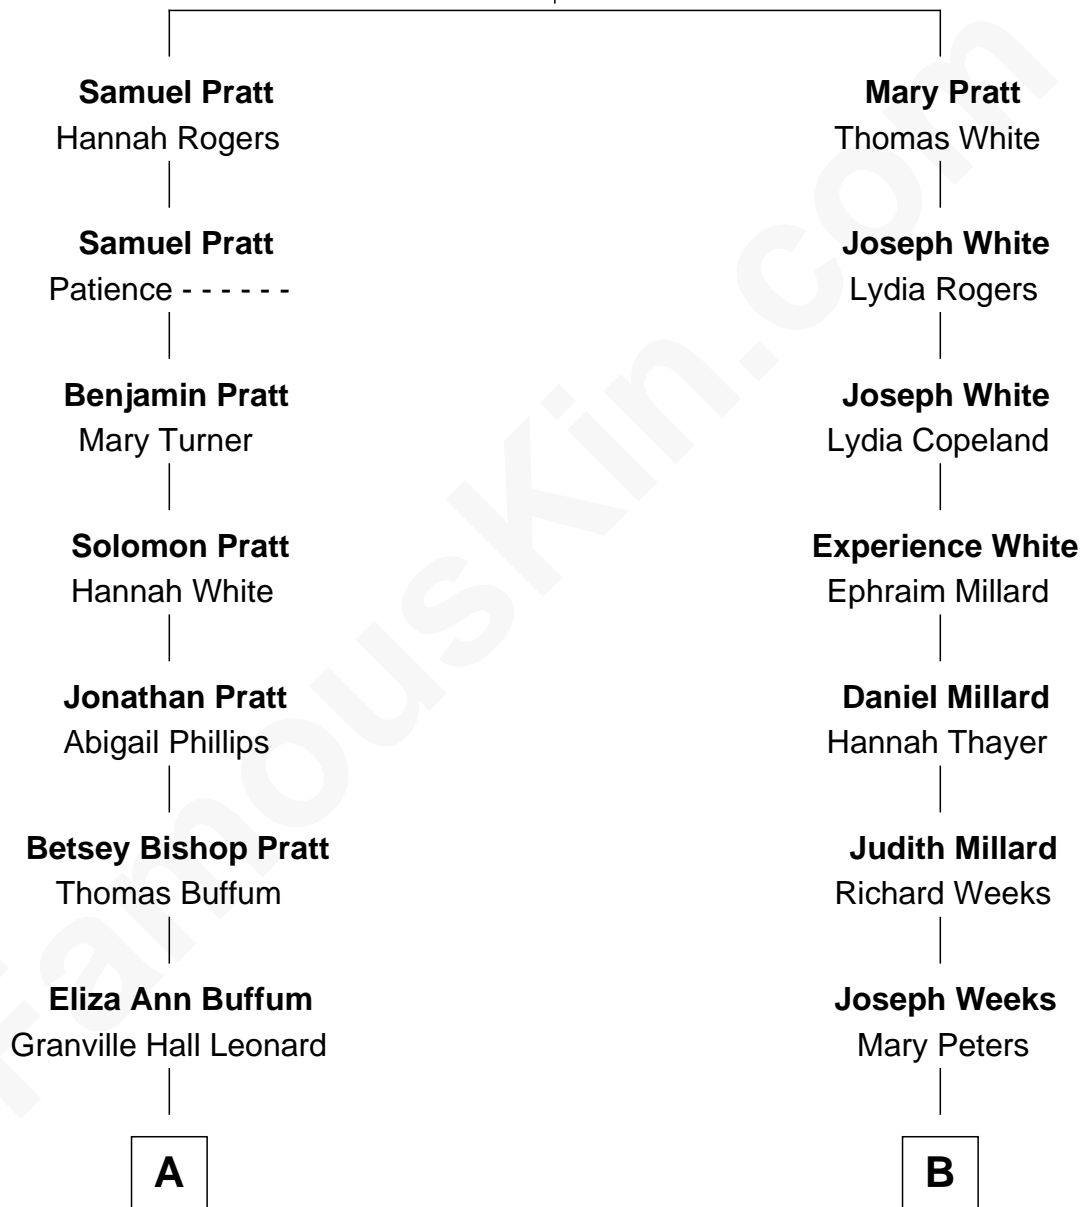 Samuel Pratt
Hannah Rogers
Mary Pratt
Thomas White
Samuel Pratt
Patience - - - - - -
Joseph White
Lydia Rogers
Benjamin Pratt
Mary Turner
Joseph White
Lydia Copeland
Solomon Pratt
Hannah White
Experience White
Ephraim Millard
Jonathan Pratt
Abigail Phillips
Daniel Millard
Hannah Thayer
Betsey Bishop Pratt
Thomas Buffum
Judith Millard
Richard Weeks
Eliza Ann Buffum
Granville Hall Leonard
Joseph Weeks
Mary Peters
A
B
FamousKin.com